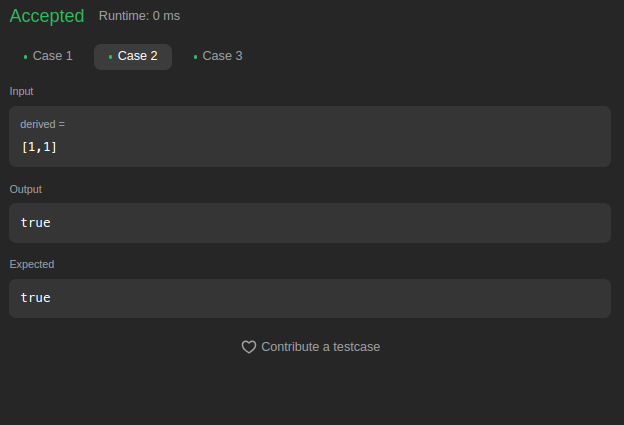 Accepted Runtime: 0 ms
Case 1 Case 2 Case 3
Input
derived =
[1,1]
Output
true
Expected
true
Contribute a testcase